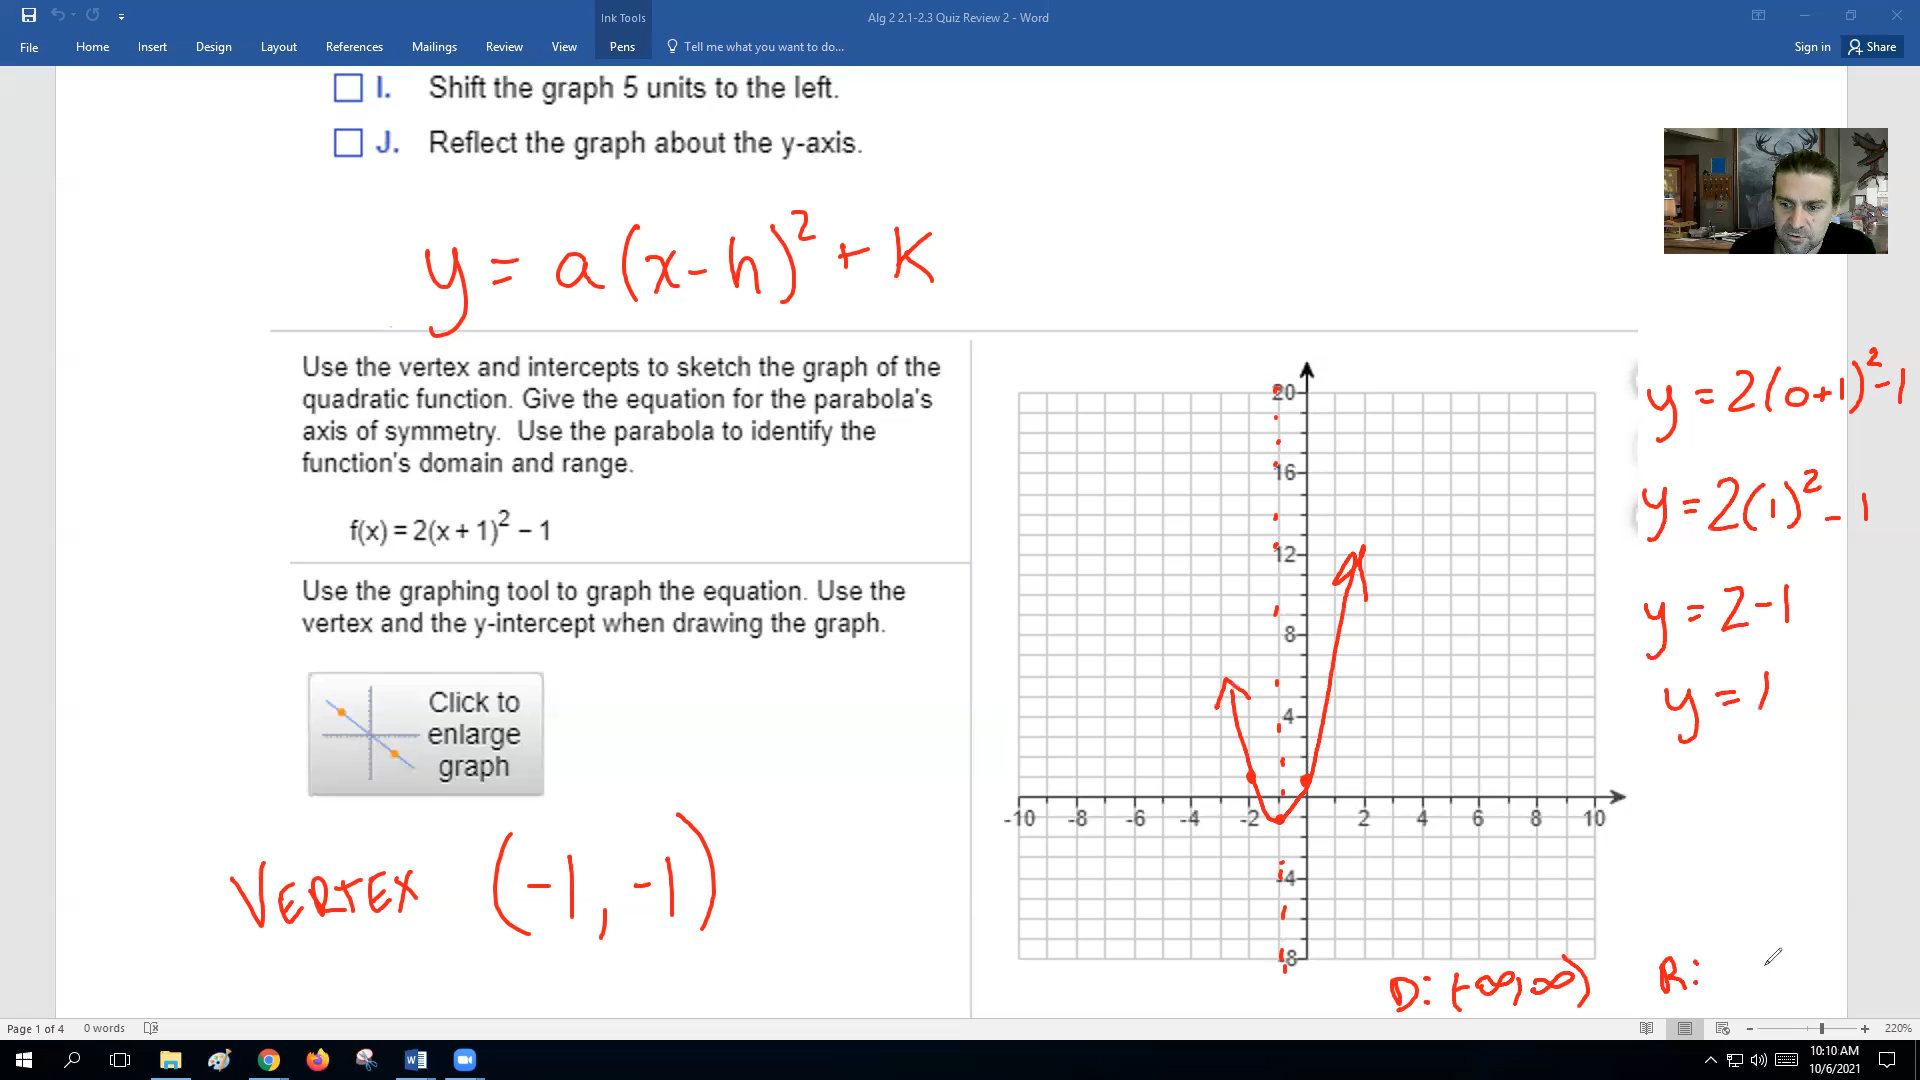 Ink Tools
Alg 2 2.1-2.3 Quiz Review 2 - Word
File Home Insert Design Layout References Mailings Review View Pens Tell me what you want to do... Sign in Share
I. Shift the graph 5 units to the left.
J. Reflect the graph about the y-axis.
y = a(x-h)² + k
Use the vertex and intercepts to sketch the graph of the
quadratic function. Give the equation for the parabola's
axis of symmetry. Use the parabola to identify the
function's domain and range.
f(x) = 2(x + 1)² − 1
Use the graphing tool to graph the equation. Use the
vertex and the y-intercept when drawing the graph.
Click to
enlarge
graph
VERTEX (-1, -1)
20
16
12
8
4
-10 -8 -6 -4 -2 2 4 6 8 10
-4
-8
y = 2(0+1)²-1
y = 2(1)² - 1
y = 2-1
y = 1
D: (-∞,∞) R:
Page 1 of 4 0 words 220%
10:10 AM
10/6/2021